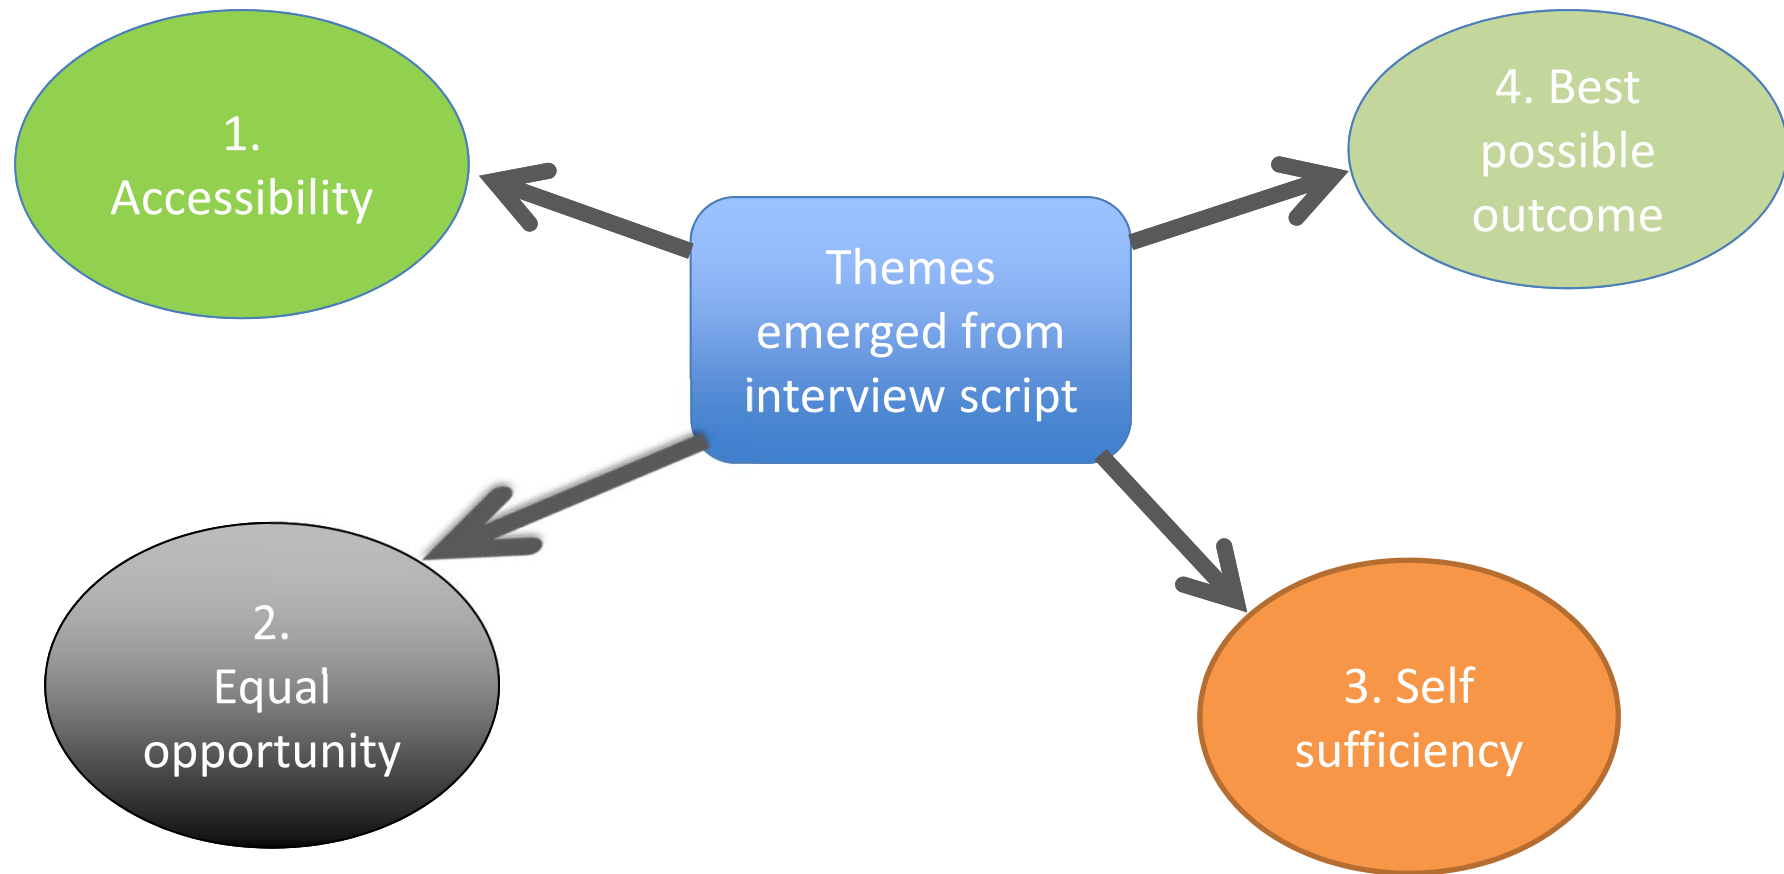 1.
Accessibility
4. Best
possible
outcome
Themes
emerged from
interview script
2.
Equal
opportunity
3. Self
sufficiency